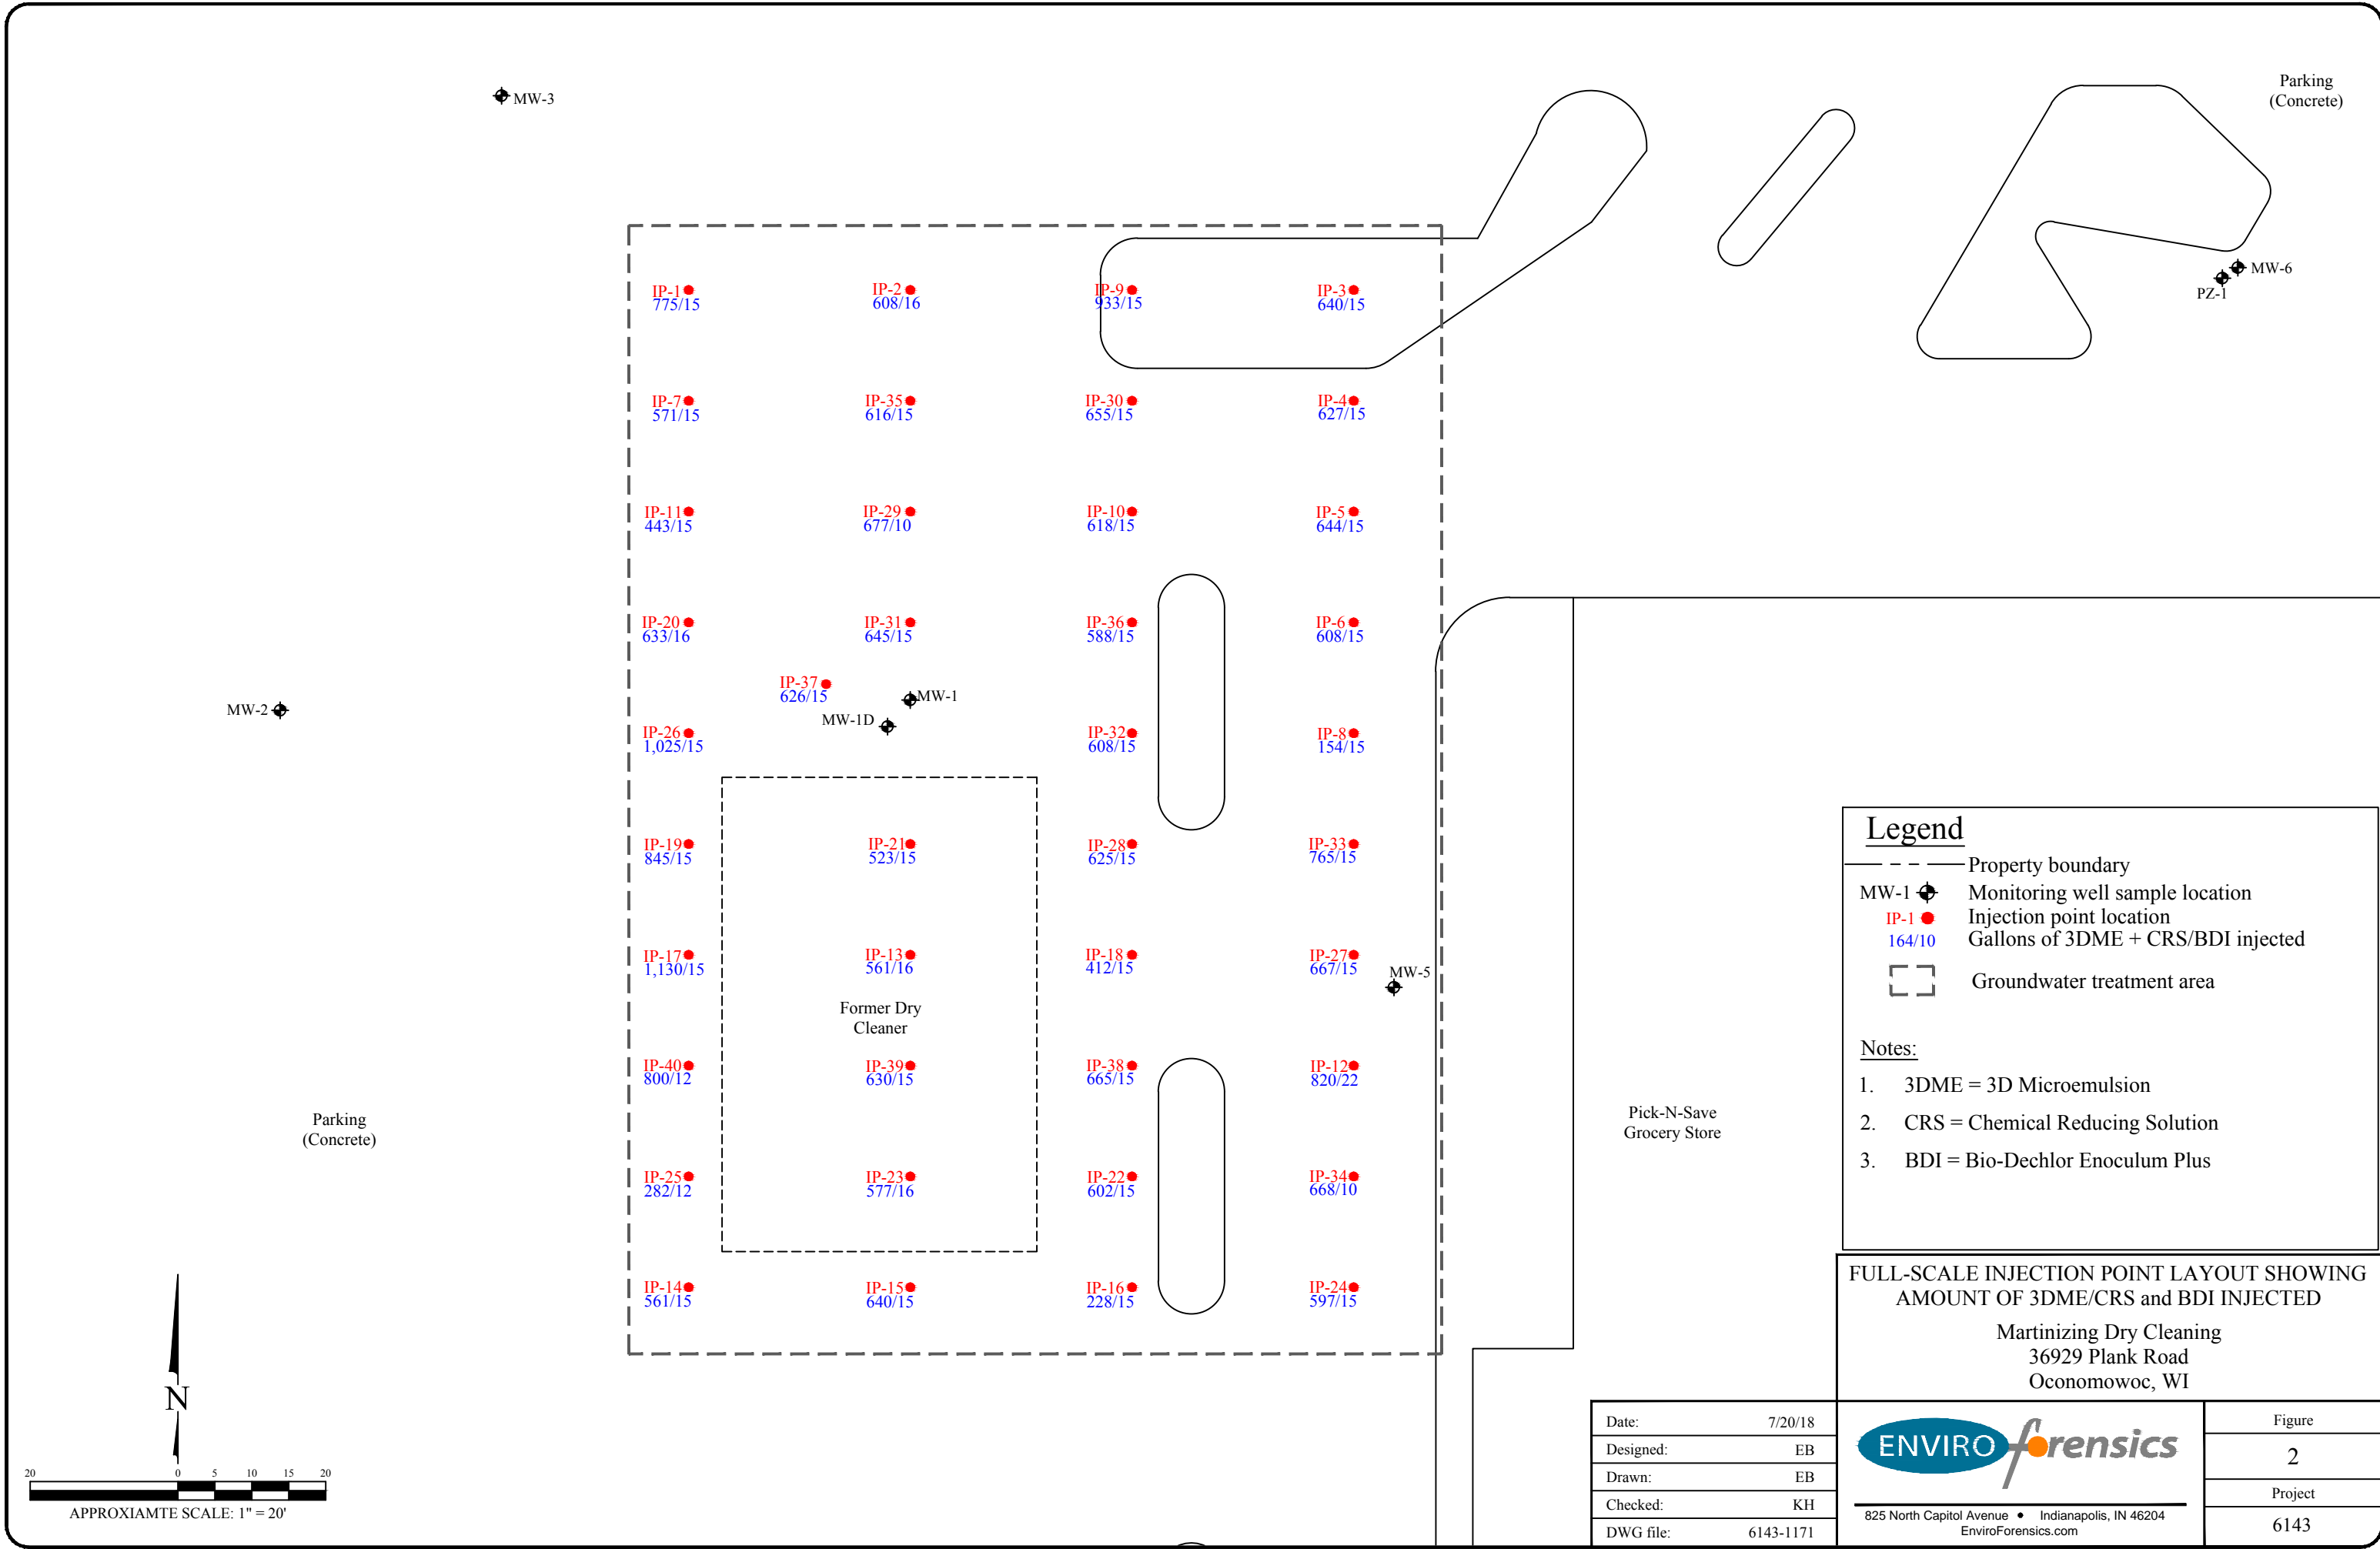 MW-3
Parking
(Concrete)
MW-6
PZ-1
IP-1
775/15
IP-2
608/16
IP-9
933/15
IP-3
640/15
IP-7
571/15
IP-35
616/15
IP-30
655/15
IP-4
627/15
IP-11
443/15
IP-29
677/10
IP-10
618/15
IP-5
644/15
IP-20
633/16
IP-31
645/15
IP-36
588/15
IP-6
608/15
IP-37
626/15
MW-1
MW-1D
MW-2
IP-26
1,025/15
IP-32
608/15
IP-8
154/15
IP-19
845/15
IP-21
523/15
IP-28
625/15
IP-33
765/15
IP-17
1,130/15
IP-13
561/16
IP-18
412/15
IP-27
667/15
MW-5
Former Dry
Cleaner
IP-40
800/12
IP-39
630/15
IP-38
665/15
IP-12
820/22
Parking
(Concrete)
Pick-N-Save
Grocery Store
IP-25
282/12
IP-23
577/16
IP-22
602/15
IP-34
668/10
IP-14
561/15
IP-15
640/15
IP-16
228/15
IP-24
597/15
Legend
Property boundary
MW-1 Monitoring well sample location
IP-1 Injection point location
164/10 Gallons of 3DME + CRS/BDI injected
Groundwater treatment area
Notes:
1. 3DME = 3D Microemulsion
2. CRS = Chemical Reducing Solution
3. BDI = Bio-Dechlor Enoculum Plus
FULL-SCALE INJECTION POINT LAYOUT SHOWING
AMOUNT OF 3DME/CRS and BDI INJECTED
Martinizing Dry Cleaning
36929 Plank Road
Oconomowoc, WI
N
20 0 5 10 15 20
APPROXIAMTE SCALE: 1" = 20'
Date: 7/20/18
Designed: EB
Drawn: EB
Checked: KH
DWG file: 6143-1171
ENVIRO forensics
825 North Capitol Avenue • Indianapolis, IN 46204
EnviroForensics.com
Figure
2
Project
6143